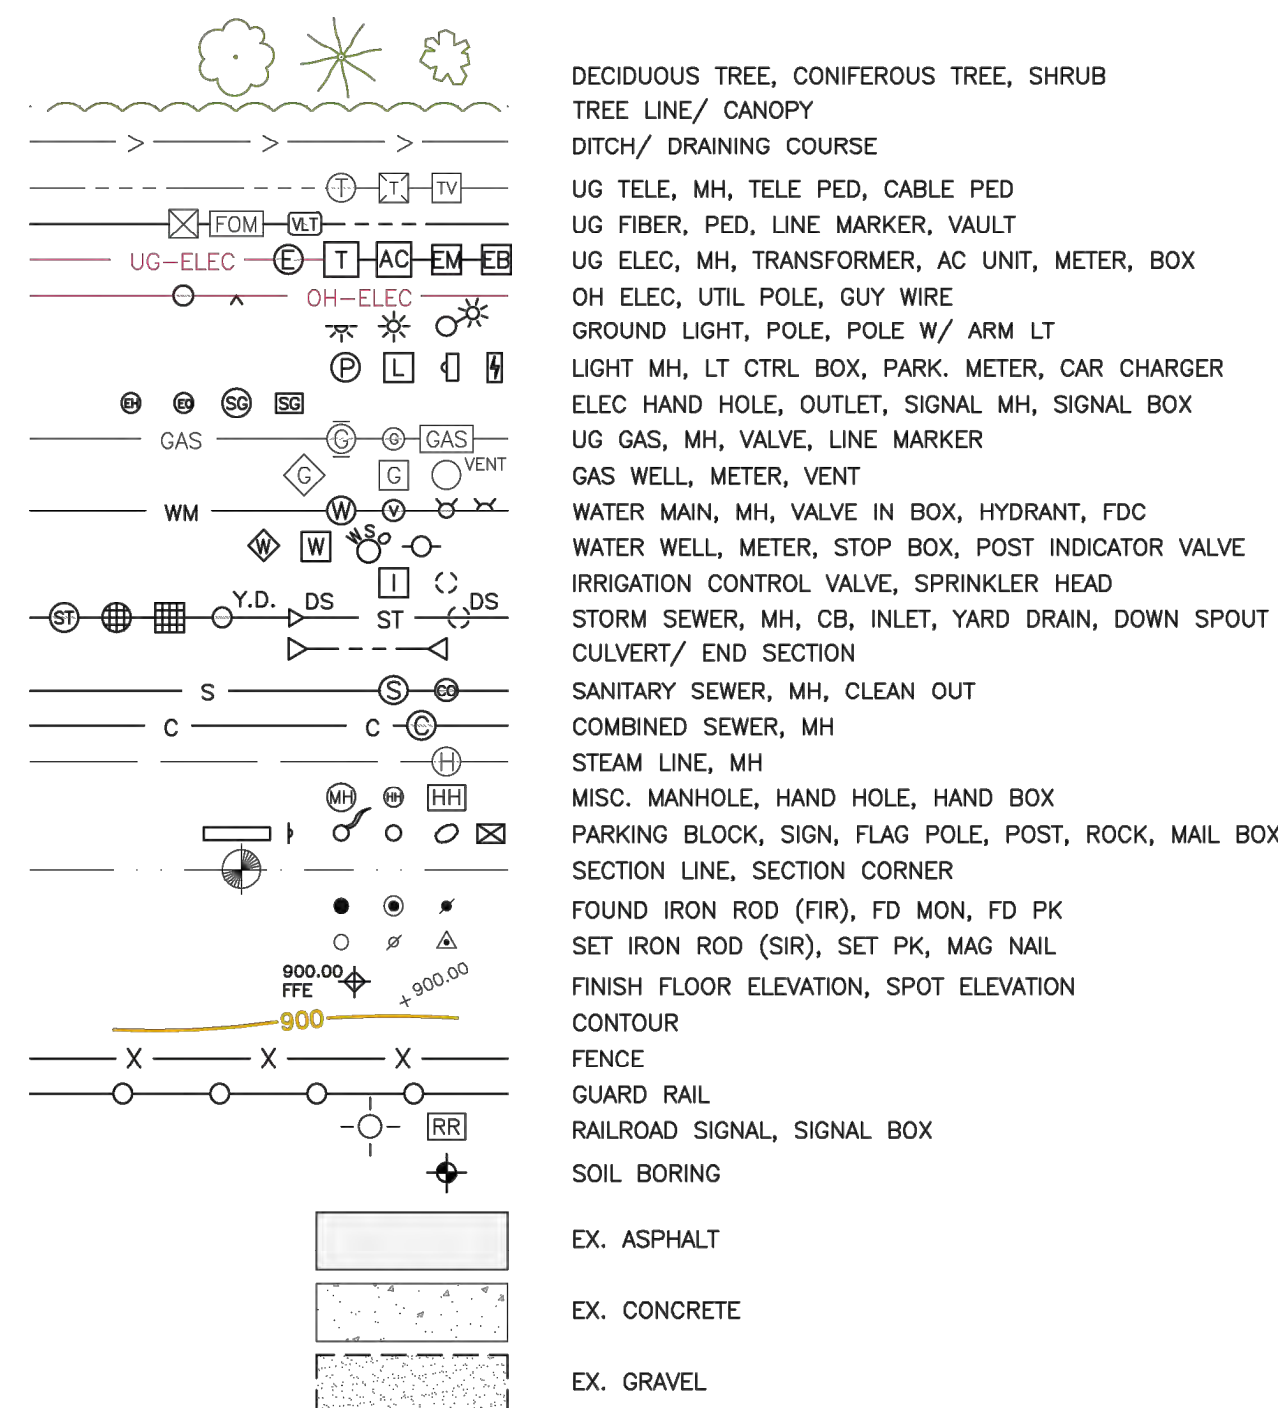 DECIDUOUS TREE, CONIFEROUS TREE, SHRUB
TREE LINE/ CANOPY
> > > DITCH/ DRAINING COURSE
T T TV UG TELE, MH, TELE PED, CABLE PED
FOM VLT UG FIBER, PED, LINE MARKER, VAULT
UG-ELEC E T AC EM EB UG ELEC, MH, TRANSFORMER, AC UNIT, METER, BOX
OH-ELEC OH ELEC, UTIL POLE, GUY WIRE
GROUND LIGHT, POLE, POLE W/ ARM LT
P L LIGHT MH, LT CTRL BOX, PARK. METER, CAR CHARGER
EH EO SG SG ELEC HAND HOLE, OUTLET, SIGNAL MH, SIGNAL BOX
GAS G G GAS UG GAS, MH, VALVE, LINE MARKER
G G VENT GAS WELL, METER, VENT
WM W V WATER MAIN, MH, VALVE IN BOX, HYDRANT, FDC
W W WSO WATER WELL, METER, STOP BOX, POST INDICATOR VALVE
I IRRIGATION CONTROL VALVE, SPRINKLER HEAD
ST Y.D. DS ST DS STORM SEWER, MH, CB, INLET, YARD DRAIN, DOWN SPOUT
CULVERT/ END SECTION
S S CO SANITARY SEWER, MH, CLEAN OUT
C C C COMBINED SEWER, MH
H STEAM LINE, MH
MH HH HH MISC. MANHOLE, HAND HOLE, HAND BOX
PARKING BLOCK, SIGN, FLAG POLE, POST, ROCK, MAIL BOX
SECTION LINE, SECTION CORNER
FOUND IRON ROD (FIR), FD MON, FD PK
SET IRON ROD (SIR), SET PK, MAG NAIL
900.00
FFE +900.00 FINISH FLOOR ELEVATION, SPOT ELEVATION
900 CONTOUR
X X X FENCE
GUARD RAIL
RR RAILROAD SIGNAL, SIGNAL BOX
SOIL BORING
EX. ASPHALT
EX. CONCRETE
EX. GRAVEL